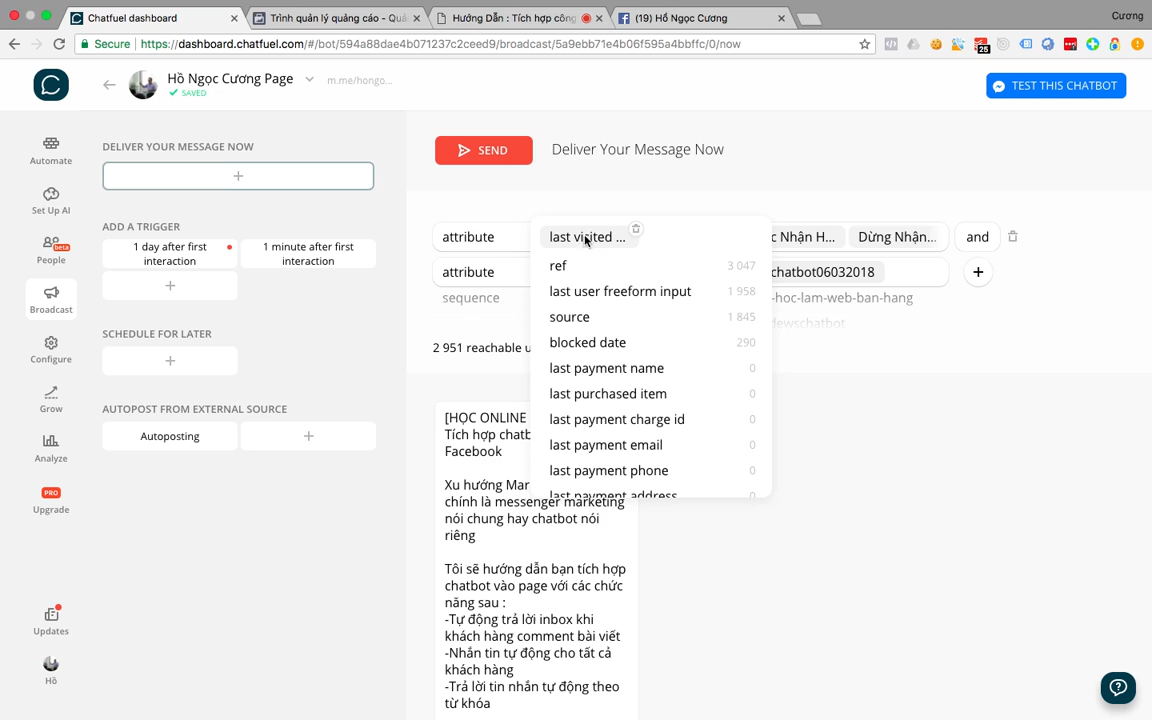 Chatfuel dashboard
Trình quản lý quảng cáo - Quả
Hướng Dẫn : Tích hợp côn
(19) Hồ Ngọc Cương
Cương
Secure
https://dashboard.chatfuel.com/#/bot/594a88dae4b071237c2ceed9/broadcast/5a9ebb71e4b06f595a4bbffc/0/now
25
Hồ Ngọc Cương Page
m.me/hongo...
SAVED
TEST THIS CHATBOT
Automate
Set Up AI
People
beta
Broadcast
Configure
Grow
Analyze
PRO
Upgrade
Updates
Hồ
DELIVER YOUR MESSAGE NOW
ADD A TRIGGER
1 day after first interaction
1 minute after first interaction
SCHEDULE FOR LATER
AUTOPOST FROM EXTERNAL SOURCE
Autoposting
SEND
Deliver Your Message Now
attribute
last visited ...
c Nhận H...
Dừng Nhận...
and
attribute
chatbot06032018
sequence
-hoc-lam-web-ban-hang
dewschatbot
2 951 reachable u
ref 3 047
last user freeform input 1 958
source 1 845
blocked date 290
last payment name 0
last purchased item 0
last payment charge id 0
last payment email 0
last payment phone 0
last payment address 0
[HỌC ONLINE
Tích hợp chatb
Facebook
Xu hướng Mar
chính là messenger marketing
nói chung hay chatbot nói
riêng
Tôi sẽ hướng dẫn bạn tích hợp
chatbot vào page với các chức
năng sau :
-Tự động trả lời inbox khi
khách hàng comment bài viết
-Nhắn tin tự động cho tất cả
khách hàng
-Trả lời tin nhắn tự động theo
từ khóa